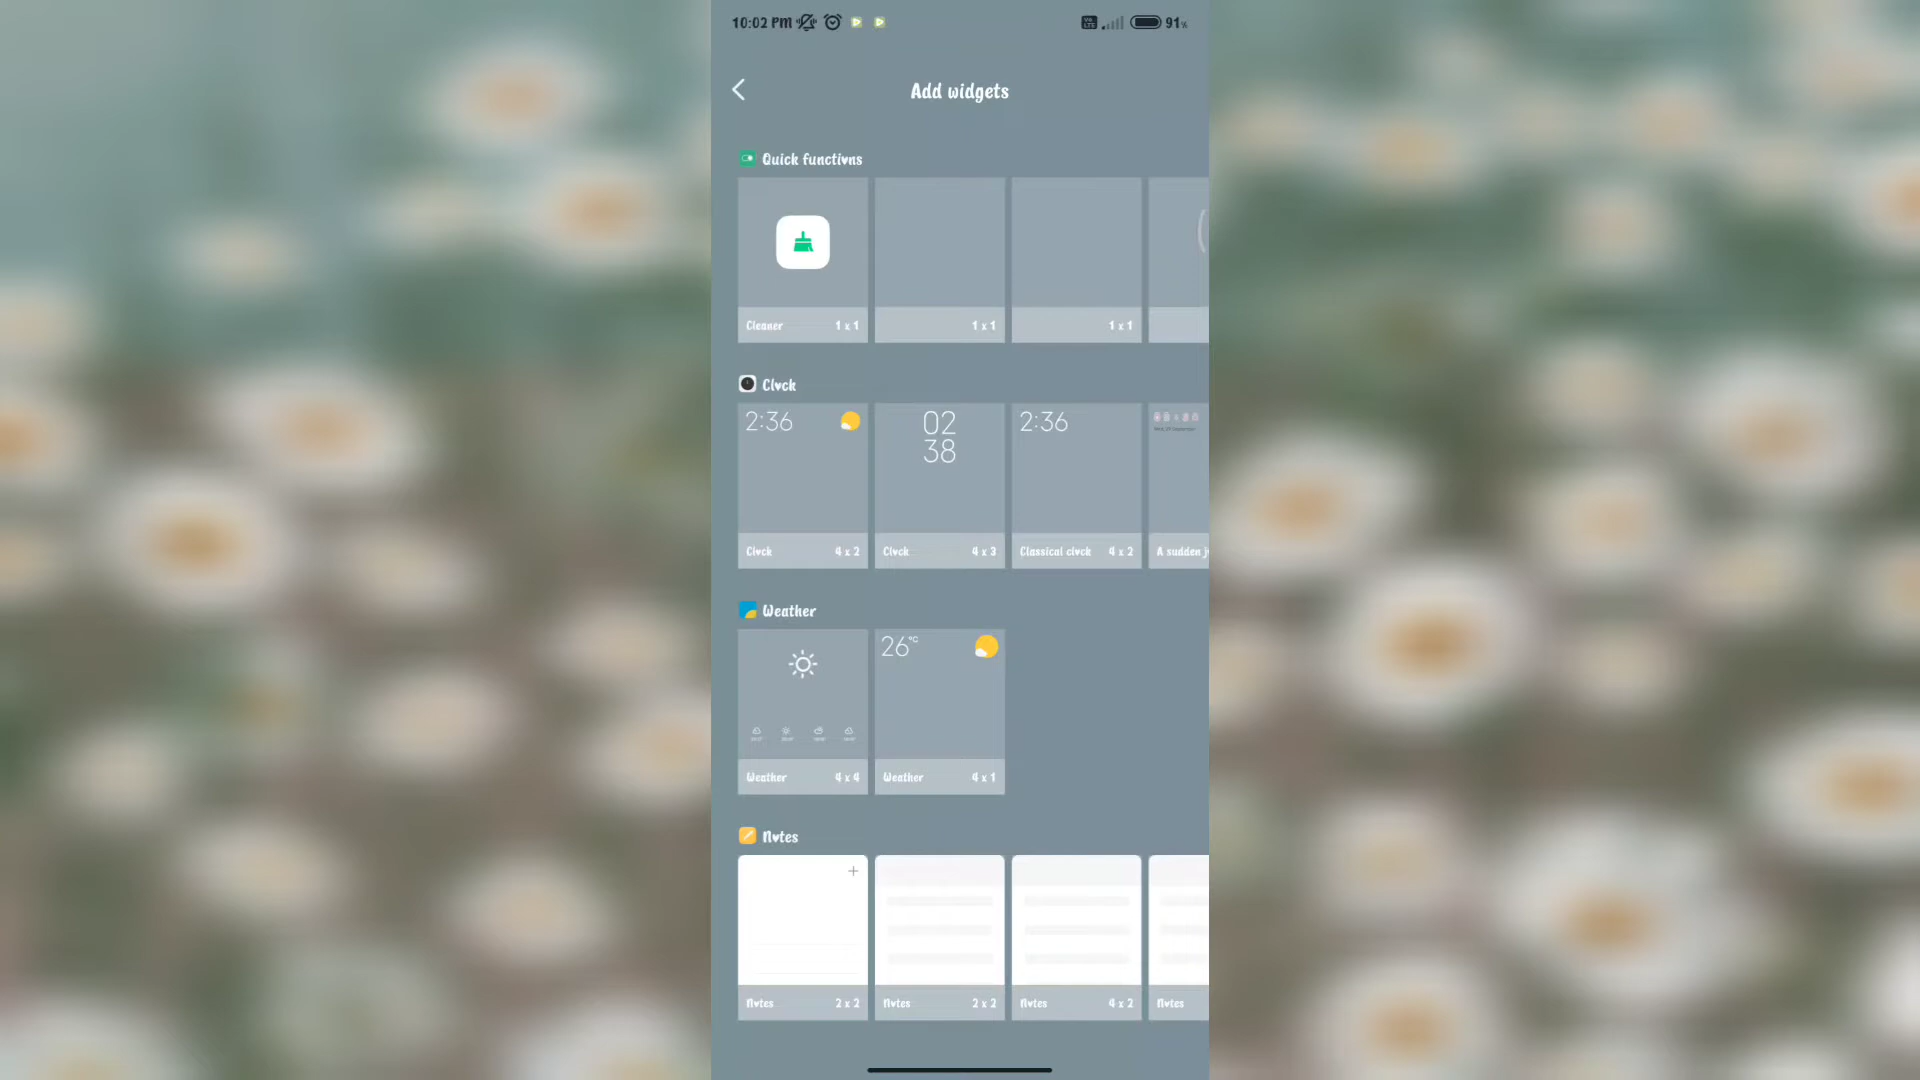 10:02 PM 91%
Add widgets
Quick functions
Cleaner 1 x 1
1 x 1
1 x 1
Clock
2:36
02
38
2:36
Clock 4 x 2
Clock 4 x 3
Classical clock 4 x 2
A sudden
Weather
26°C
Weather 4 x 4
Weather 4 x 1
Notes
Notes 2 x 2
Notes 2 x 2
Notes 4 x 2
Notes